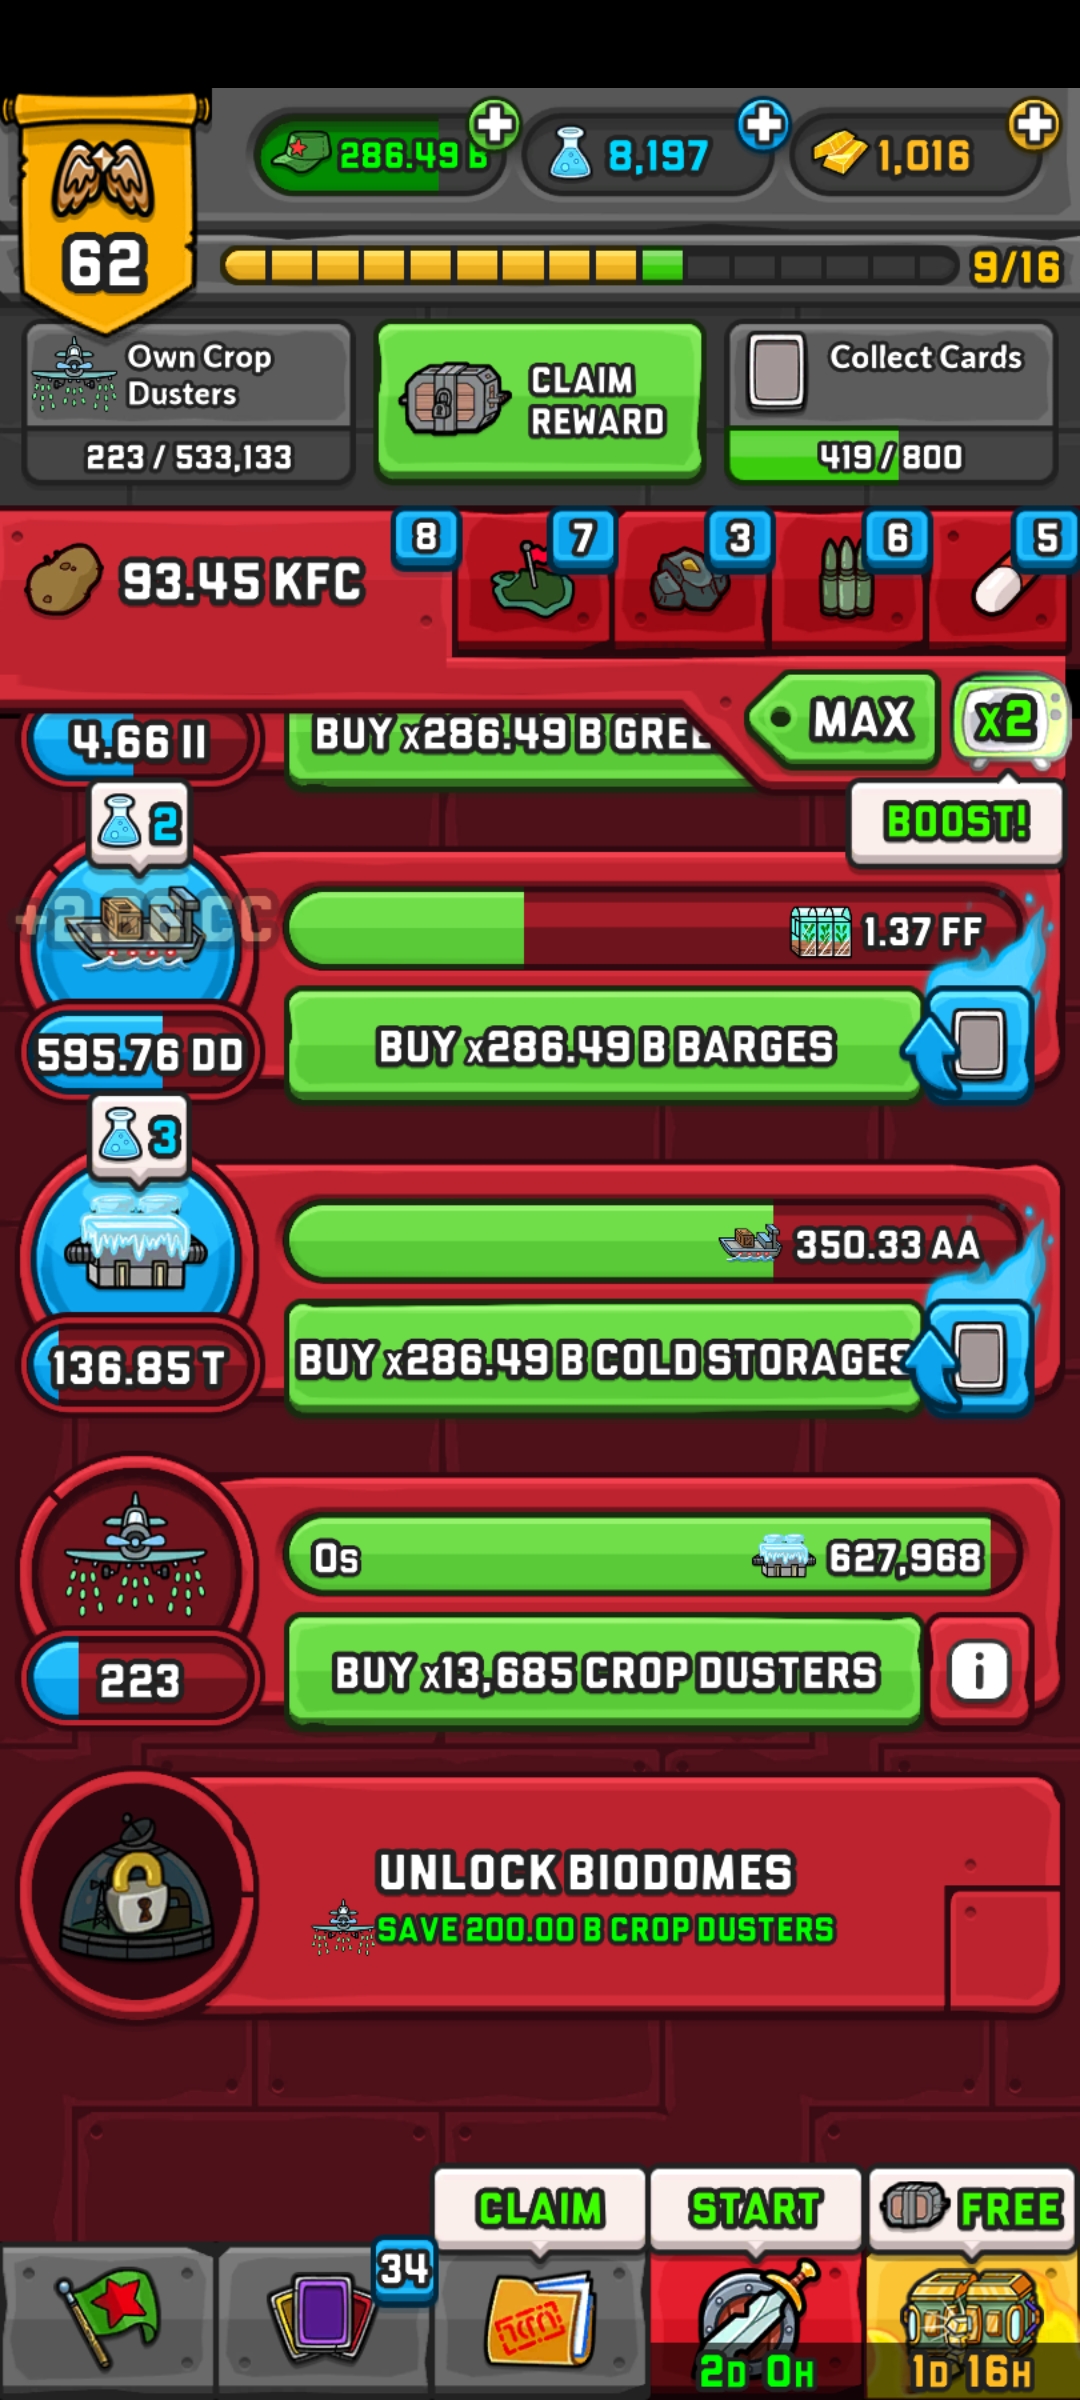 62
286.49 B
8,197
1,016
9/16
Own Crop
Dusters
223 / 533,133
CLAIM
REWARD
Collect Cards
419 / 800
93.45 KFC
8
7
3
6
5
MAX
x2
BOOST!
4.66 II
BUY x286.49 B
2
1.37 FF
595.76 DD
BUY x286.49 B BARGES
3
350.33 AA
136.85 T
BUY x286.49 B COLD STORAGES
0s
627,968
223
BUY x13,685 CROP DUSTERS
i
UNLOCK BIODOMES
SAVE 200.00 B CROP DUSTERS
CLAIM
START
FREE
34
2D 0H
1D 16H